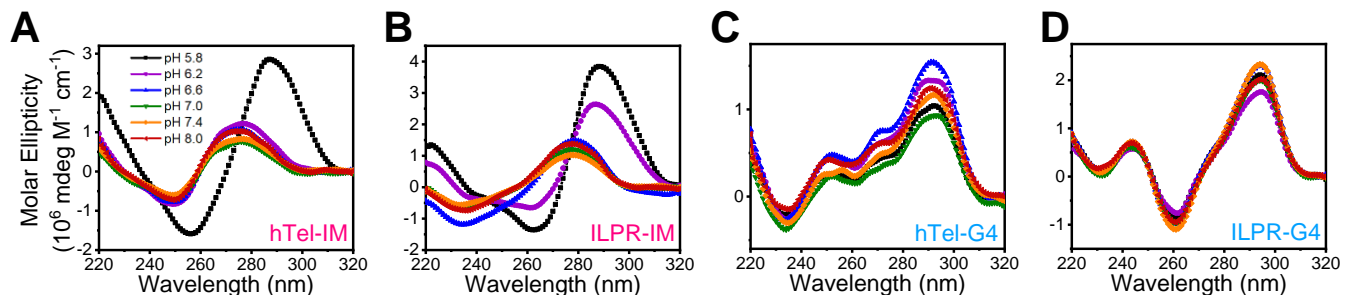 A
B
C
D
Molar Ellipticity
(10⁶ mdeg M⁻¹ cm⁻¹)
3
2
1
0
-1
-2
pH 5.8
pH 6.2
pH 6.6
pH 7.0
pH 7.4
pH 8.0
hTel-IM
220 240 260 280 300 320
Wavelength (nm)
5
4
3
2
1
0
-1
-2
ILPR-IM
220 240 260 280 300 320
Wavelength (nm)
1
0
hTel-G4
220 240 260 280 300 320
Wavelength (nm)
2
1
0
-1
ILPR-G4
220 240 260 280 300 320
Wavelength (nm)